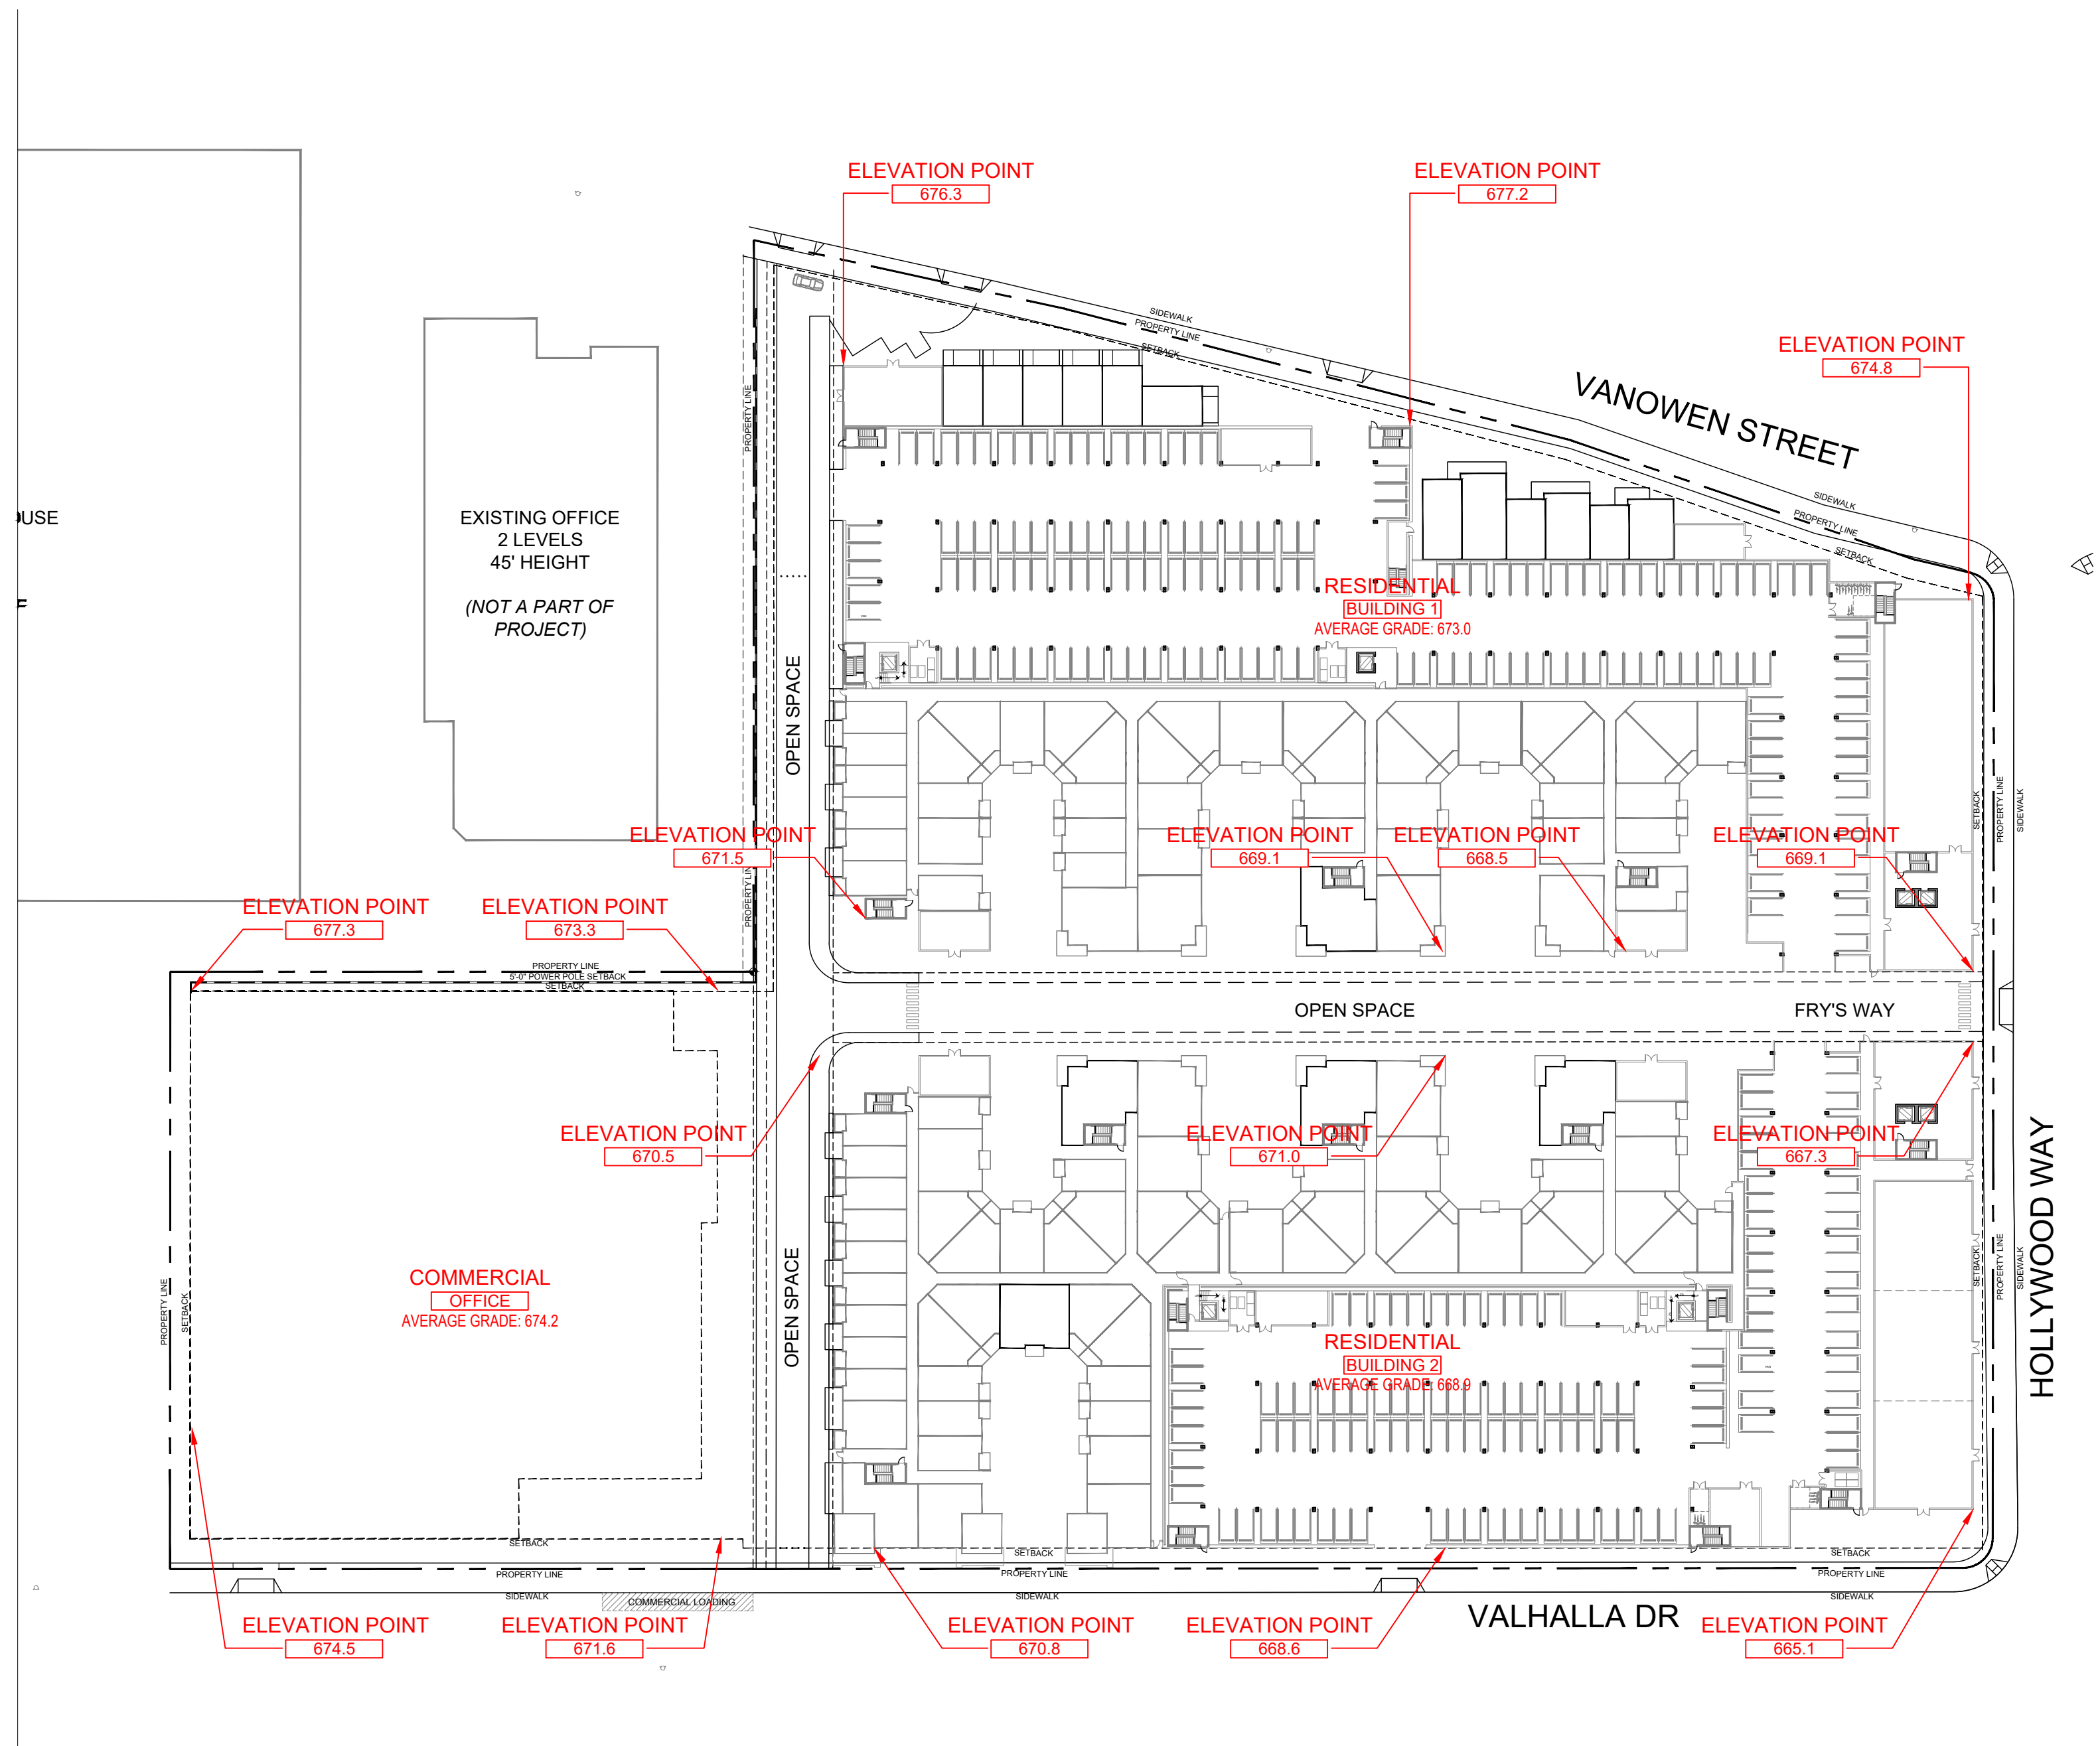 ELEVATION POINT
676.3
ELEVATION POINT
677.2
ELEVATION POINT
674.8
SIDEWALK
PROPERTY LINE
SETBACK
VANOWEN STREET
SIDEWALK
PROPERTY LINE
SETBACK
PROPERTY LINE
USE
EXISTING OFFICE
2 LEVELS
45' HEIGHT
(NOT A PART OF
PROJECT)
RESIDENTIAL
BUILDING 1
AVERAGE GRADE: 673.0
OPEN SPACE
SETBACK
PROPERTY LINE
SIDEWALK
ELEVATION POINT
671.5
ELEVATION POINT
669.1
ELEVATION POINT
668.5
ELEVATION POINT
669.1
PROPERTY LINE
ELEVATION POINT
677.3
ELEVATION POINT
673.3
PROPERTY LINE
5'-0" POWER POLE SETBACK
SETBACK
OPEN SPACE
FRY'S WAY
ELEVATION POINT
670.5
ELEVATION POINT
671.0
ELEVATION POINT
667.3
HOLLYWOOD WAY
COMMERCIAL
OFFICE
AVERAGE GRADE: 674.2
PROPERTY LINE
SETBACK
OPEN SPACE
RESIDENTIAL
BUILDING 2
AVERAGE GRADE: 668.9
SETBACK
PROPERTY LINE
SIDEWALK
SETBACK
PROPERTY LINE
SIDEWALK
COMMERCIAL LOADING
SETBACK
PROPERTY LINE
SIDEWALK
SETBACK
PROPERTY LINE
SIDEWALK
VALHALLA DR
ELEVATION POINT
674.5
ELEVATION POINT
671.6
ELEVATION POINT
670.8
ELEVATION POINT
668.6
ELEVATION POINT
665.1